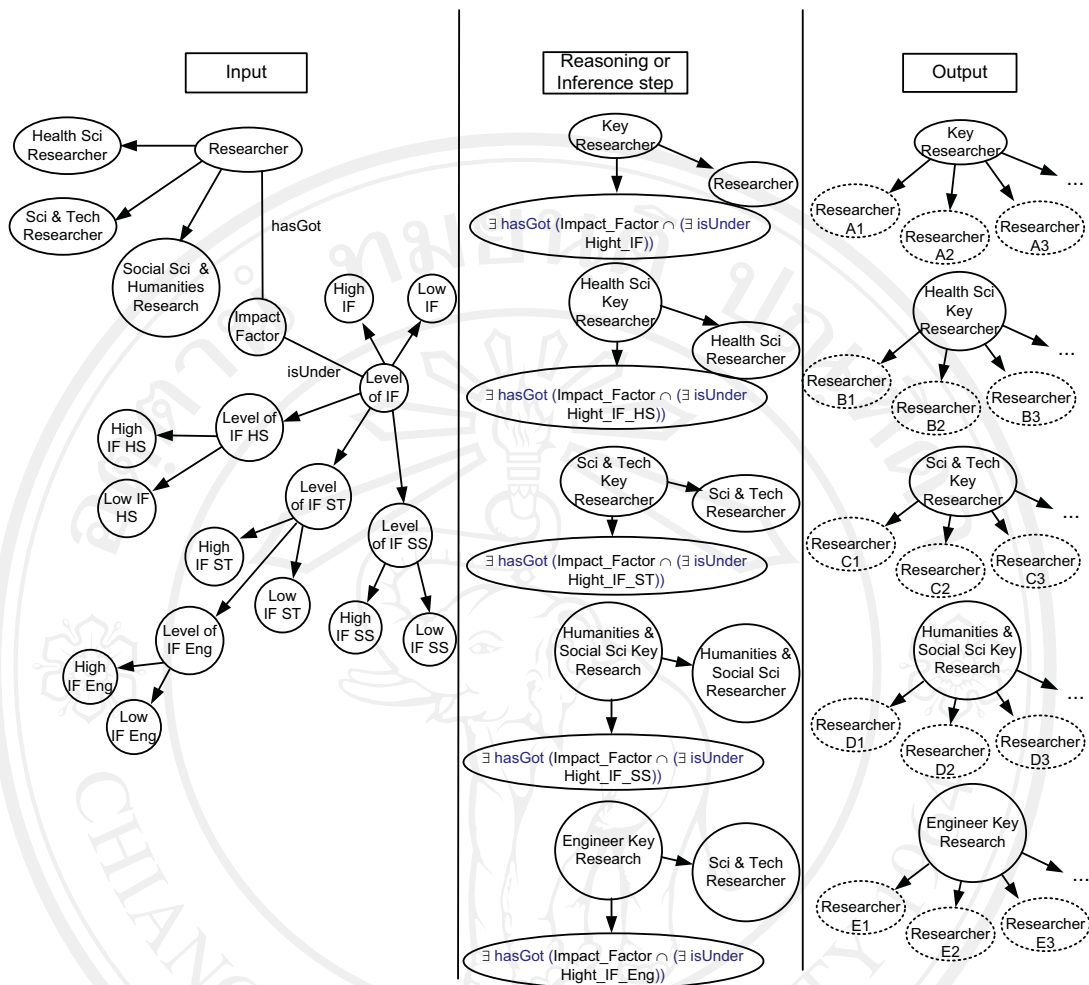 Input
Health Sci
Researcher
Researcher
Sci & Tech
Researcher
hasGot
Social Sci &
Humanities
Research
Impact
Factor
High
IF
Low
IF
isUnder
Level
of IF
Level of
IF HS
High
IF HS
Low IF
HS
Level
of IF ST
High
IF ST
Low
IF ST
Level
of IF SS
High
IF SS
Low
IF SS
Level of
IF Eng
High
IF Eng
Low
IF Eng
Reasoning or
Inference step
Key
Researcher
Researcher
∃ hasGot (Impact_Factor ∩ (∃ isUnder
Hight_IF))
Health Sci
Key
Researcher
Health Sci
Researcher
∃ hasGot (Impact_Factor ∩ (∃ isUnder
Hight_IF_HS))
Sci & Tech
Key
Researcher
Sci & Tech
Researcher
∃ hasGot (Impact_Factor ∩ (∃ isUnder
Hight_IF_ST))
Humanities &
Social Sci Key
Research
Humanities &
Social Sci
Researcher
∃ hasGot (Impact_Factor ∩ (∃ isUnder
Hight_IF_SS))
Engineer Key
Research
Sci & Tech
Researcher
∃ hasGot (Impact_Factor ∩ (∃ isUnder
Hight_IF_Eng))
Output
Key
Researcher
...
Researcher
A1
Researcher
A2
Researcher
A3
Health Sci
Key
Researcher
...
Researcher
B1
Researcher
B2
Researcher
B3
Sci & Tech
Key
Researcher
...
Researcher
C1
Researcher
C2
Researcher
C3
Humanities &
Social Sci Key
Research
...
Researcher
D1
Researcher
D2
Researcher
D3
Engineer Key
Research
...
Researcher
E1
Researcher
E2
Researcher
E3
CHIANG